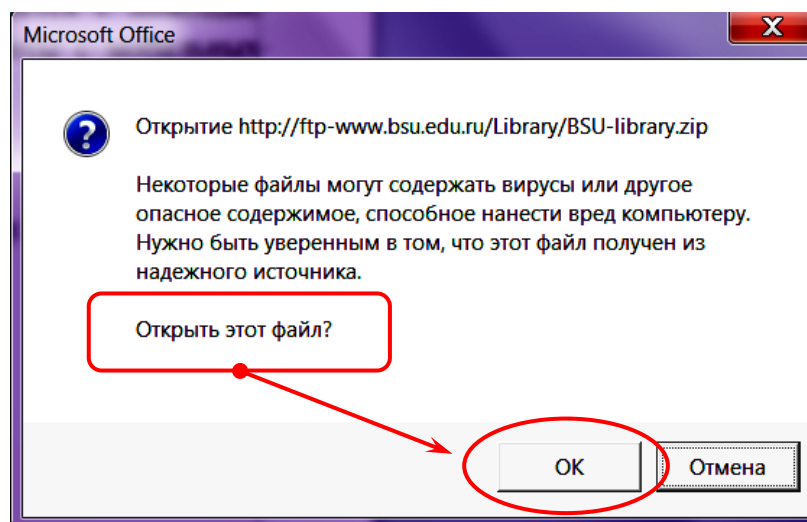 Microsoft Office
X
Открытие http://ftp-www.bsu.edu.ru/Library/BSU-library.zip
Некоторые файлы могут содержать вирусы или другое
опасное содержимое, способное нанести вред компьютеру.
Нужно быть уверенным в том, что этот файл получен из
надежного источника.
Открыть этот файл?
ОК
Отмена